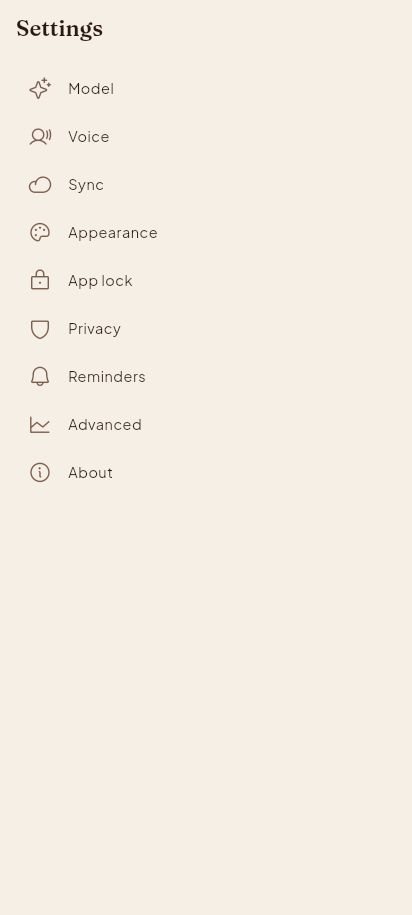 Settings
Model
Voice
Sync
Appearance
App lock
Privacy
Reminders
Advanced
About